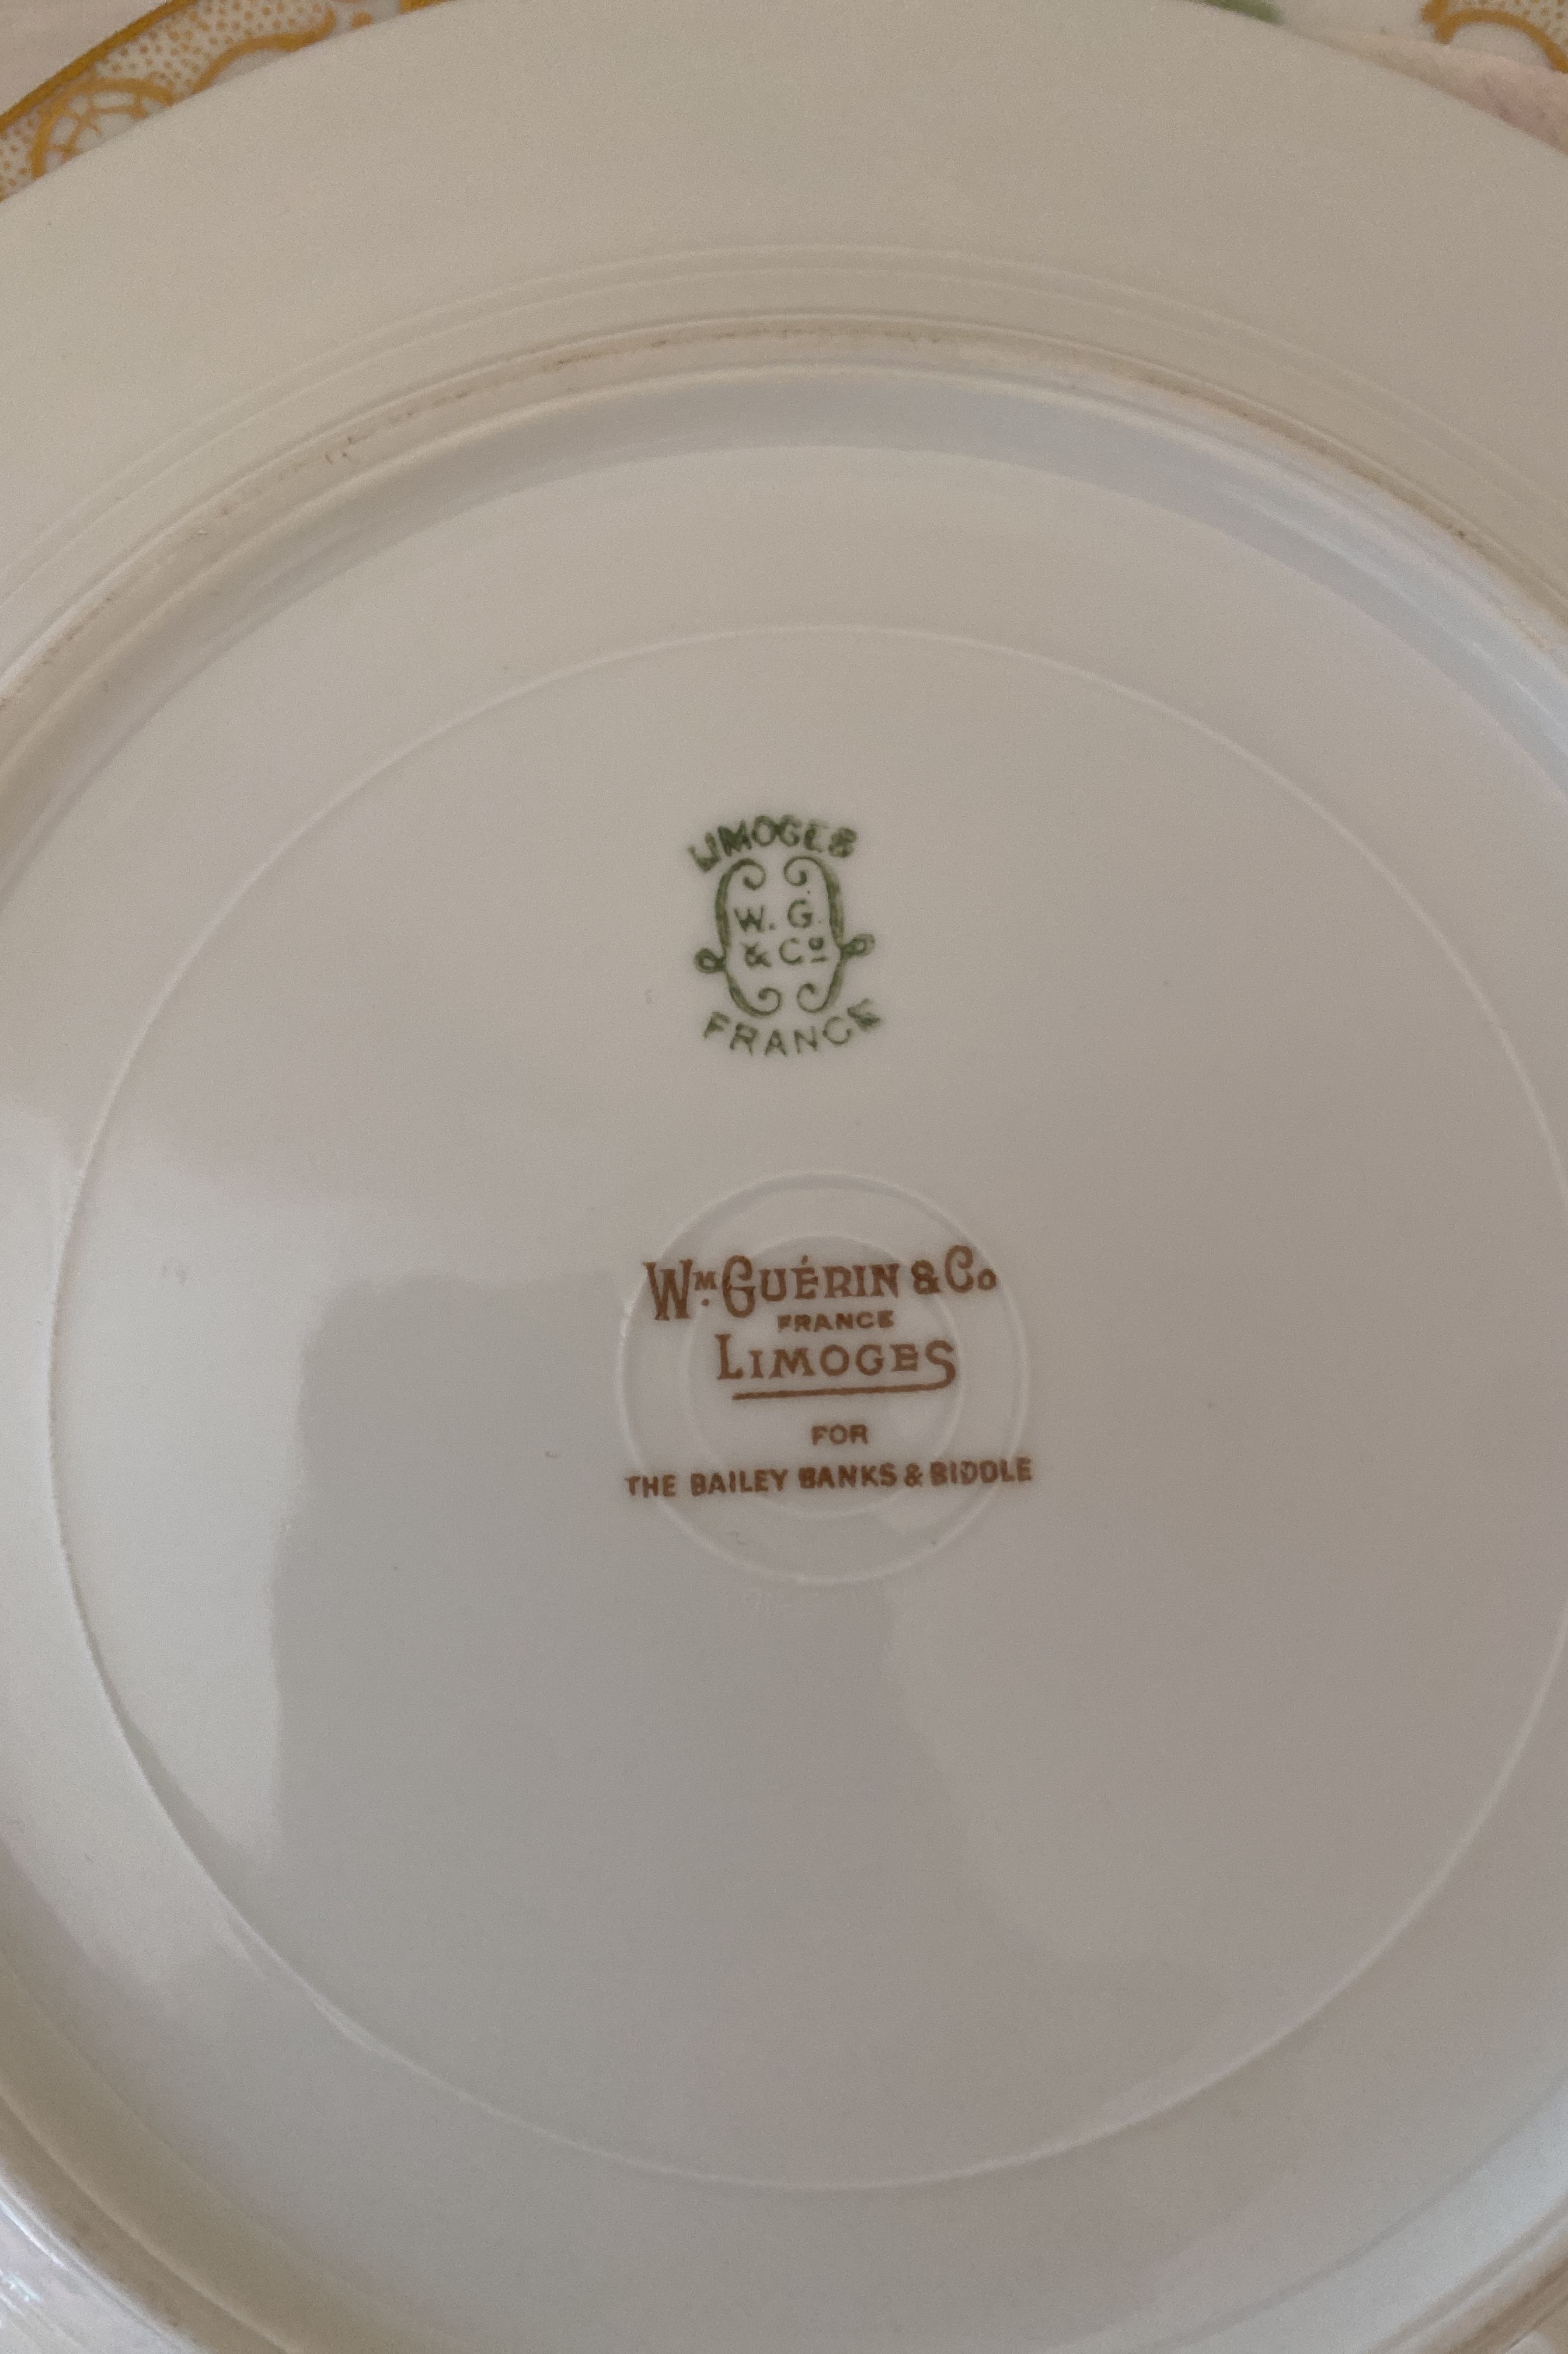 LIMOGES
W. G.
& Cº
FRANCE
WM. GUÉRIN & Co
FRANCE
LIMOGES
FOR
THE BAILEY BANKS & BIDDLE